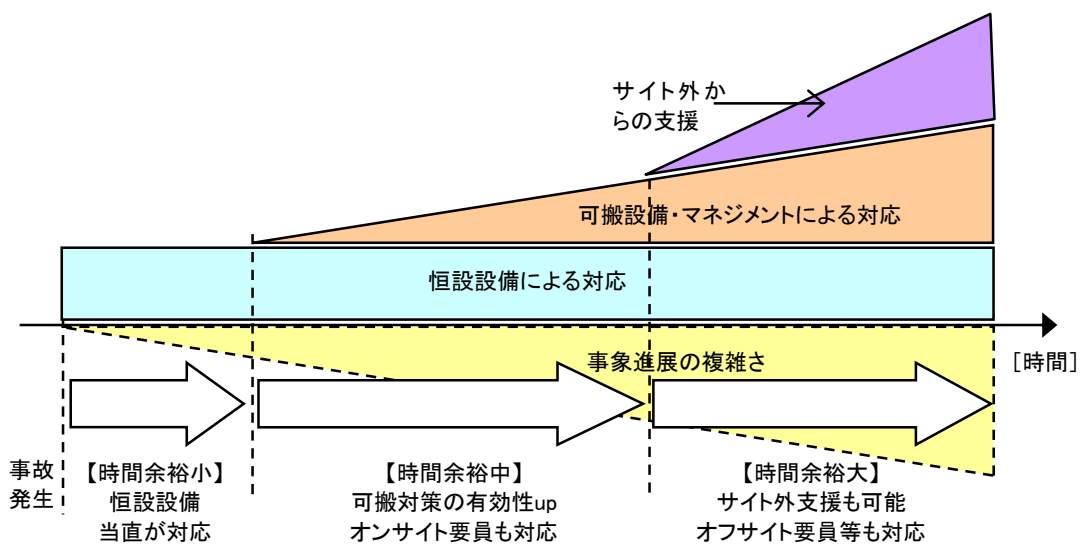 サイト外か
らの支援
可搬設備・マネジメントによる対応
恒設設備による対応
事象進展の複雑さ
[時間]
事故
発生
【時間余裕小】
恒設設備
当直が対応
【時間余裕中】
可搬対策の有効性up
オンサイト要員も対応
【時間余裕大】
サイト外支援も可能
オフサイト要員等も対応